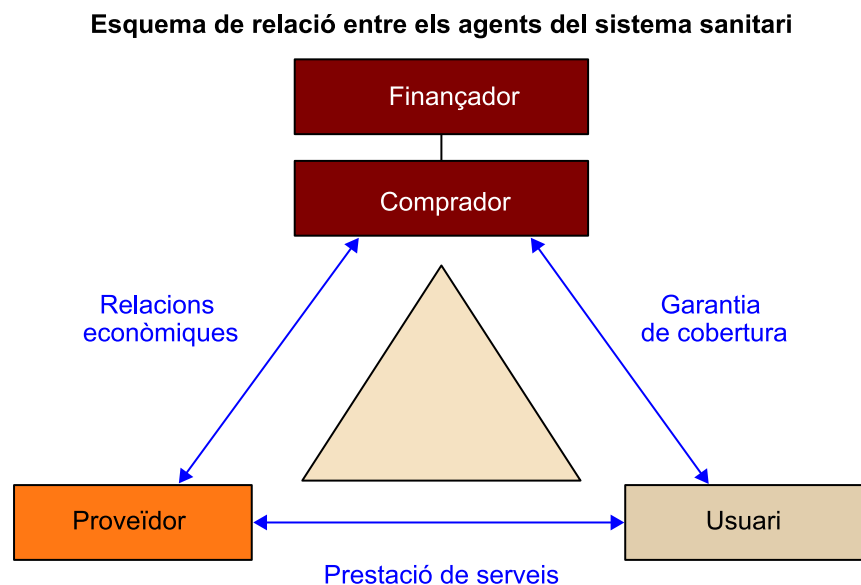 Esquema de relació entre els agents del sistema sanitari
Finançador
Comprador
Relacions
econòmiques
Garantia
de cobertura
Proveïdor
Usuari
Prestació de serveis